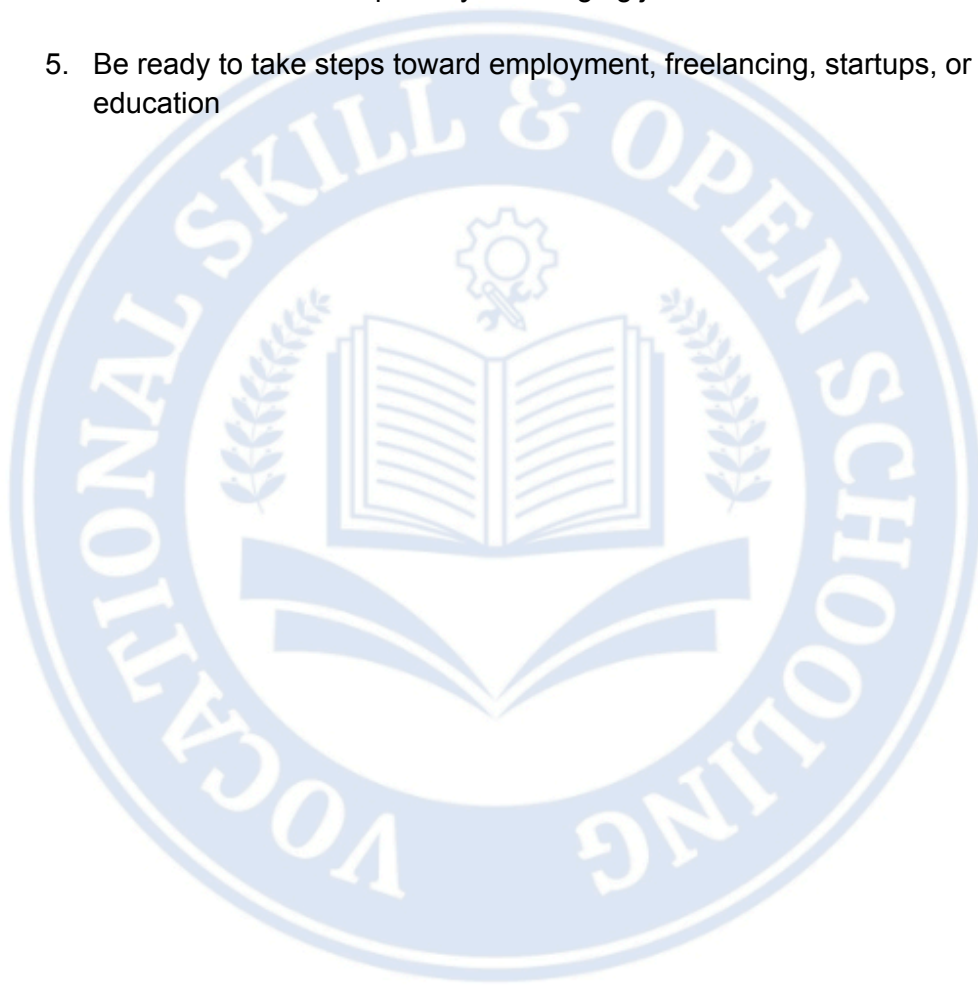 5. Be ready to take steps toward employment, freelancing, startups, or
education
VOCATIONAL SKILL & OPEN SCHOOLING